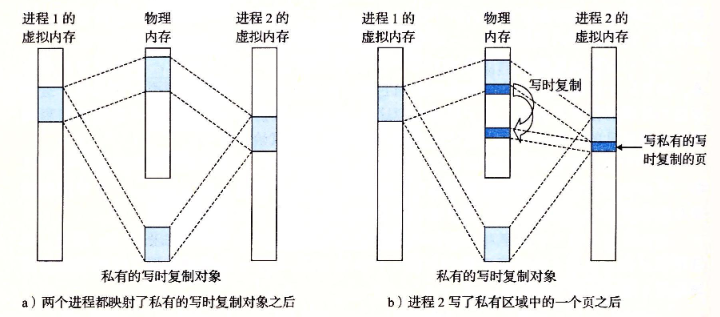 进程1的
虚拟内存
物理
内存
进程2的
虚拟内存
私有的写时复制对象
a）两个进程都映射了私有的写时复制对象之后
进程1的
虚拟内存
物理
内存
进程2的
虚拟内存
写时复制
写私有的写
时复制的页
私有的写时复制对象
b）进程2写了私有区域中的一个页之后